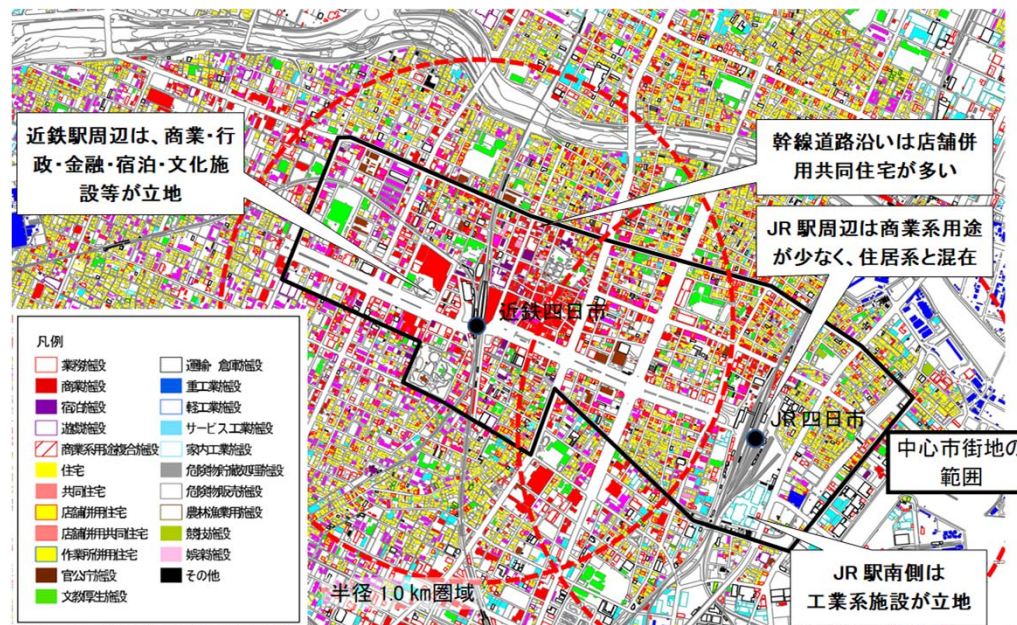 近鉄駅周辺は、商業・行
政・金融・宿泊・文化施
設等が立地
幹線道路沿いは店舗併
用共同住宅が多い
JR 駅周辺は商業系用途
が少なく、住居系と混在
近鉄四日市
JR 四日市
中心市街地の
範囲
JR 駅南側は
工業系施設が立地
半径 1.0 km圏域
凡例
業務施設
商業施設
宿泊施設
遊戯施設
商業系用途複合施設
住宅
共同住宅
店舗併用住宅
店舗併用共同住宅
作業所併用住宅
官公庁施設
文教厚生施設
運輸・倉庫施設
重工業施設
軽工業施設
サービス工業施設
家内工業施設
危険物貯蔵処理施設
危険物販売施設
農林漁業用施設
競技施設
娯楽施設
その他